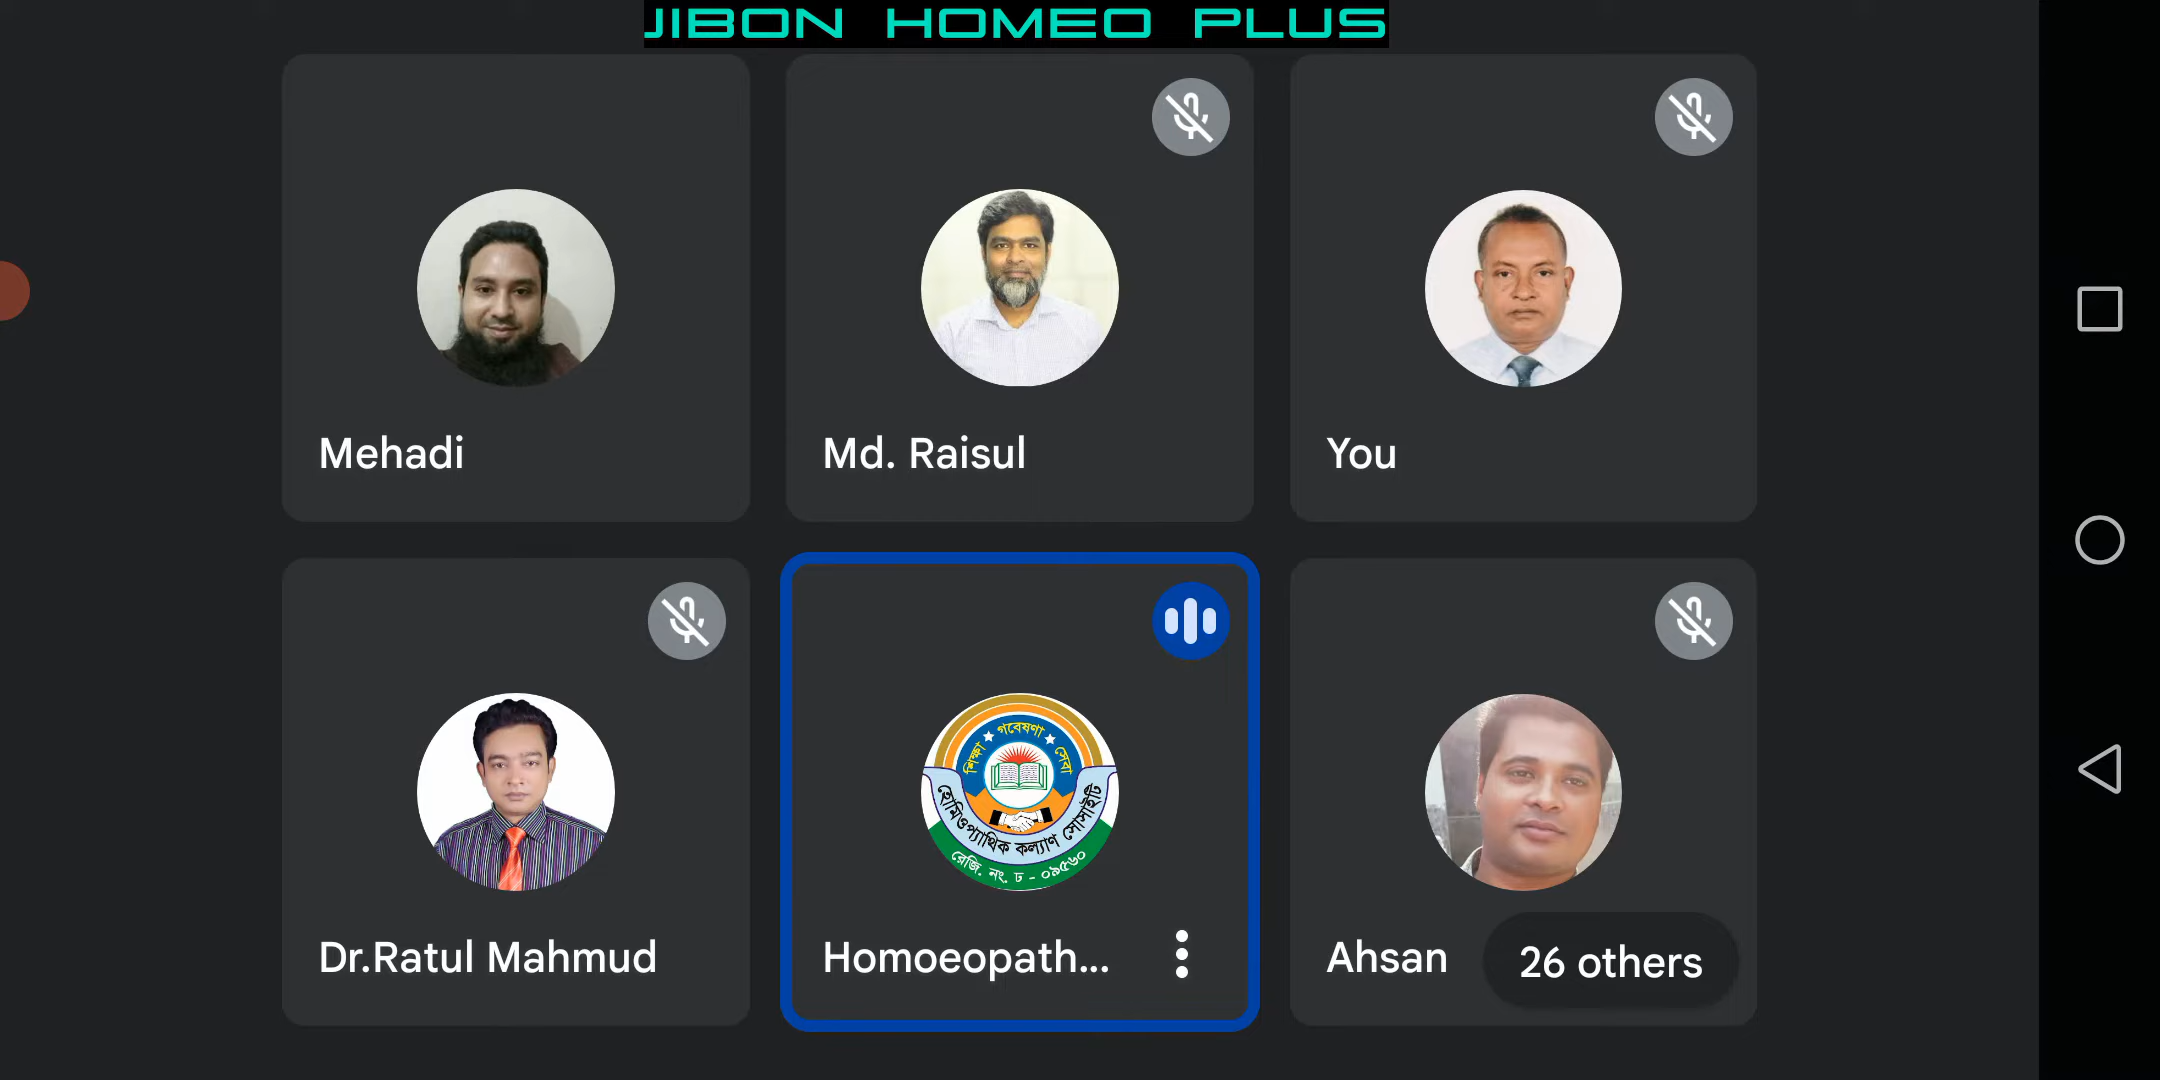 JIBON HOMEO PLUS
Mehadi
Md. Raisul
You
Dr.Ratul Mahmud
শিক্ষা ★ গবেষণা ★ সেবা
হোমিওপ্যাথিক কল্যাণ সোসাইটি
রেজি. নং. ঢ - ০৯৫৬০
Homoeopath...
Ahsan
26 others